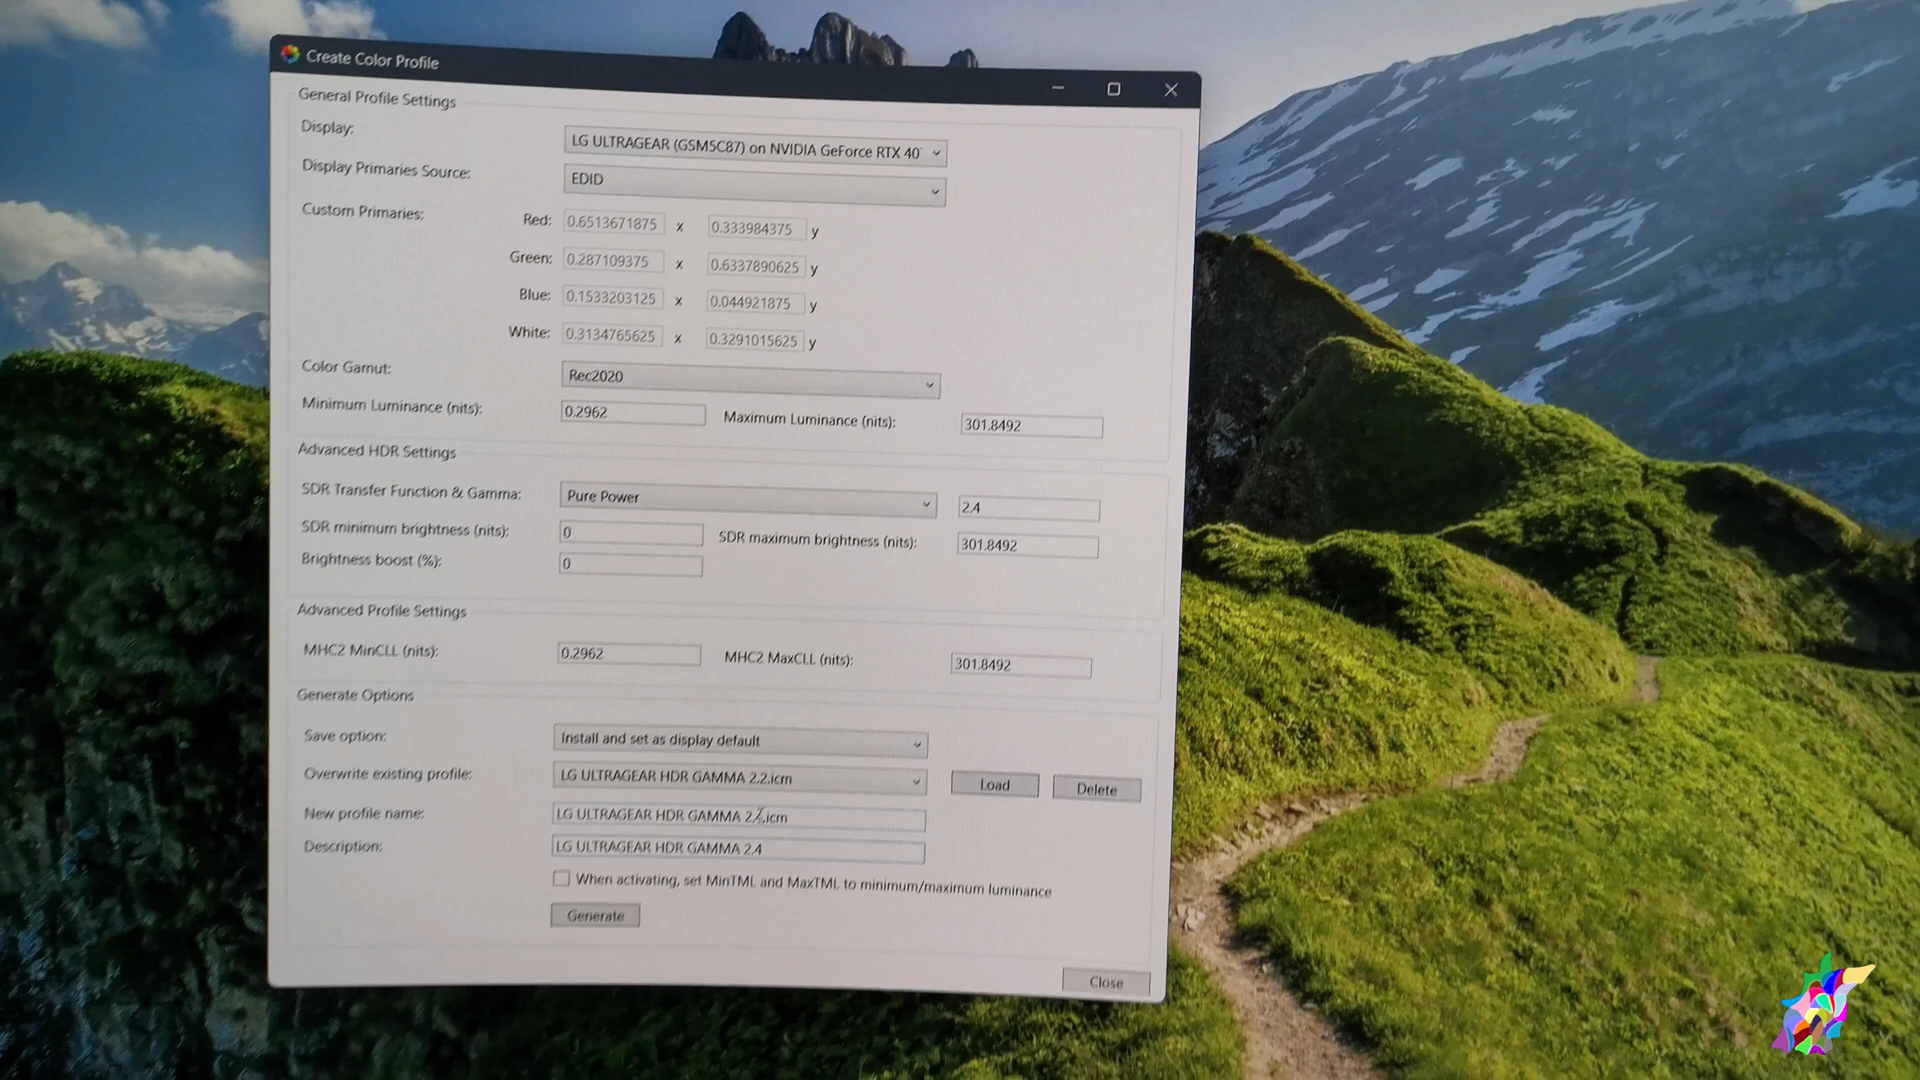 Create Color Profile
General Profile Settings
Display: LG ULTRAGEAR (GSM5C87) on NVIDIA GeForce RTX 40
Display Primaries Source: EDID
Custom Primaries: Red: 0.6513671875 x 0.333984375 y
Green: 0.287109375 x 0.6337890625 y
Blue: 0.1533203125 x 0.044921875 y
White: 0.3134765625 x 0.3291015625 y
Color Gamut: Rec2020
Minimum Luminance (nits): 0.2962 Maximum Luminance (nits): 301.8492
Advanced HDR Settings
SDR Transfer Function & Gamma: Pure Power 2.4
SDR minimum brightness (nits): 0 SDR maximum brightness (nits): 301.8492
Brightness boost (%): 0
Advanced Profile Settings
MHC2 MinCLL (nits): 0.2962 MHC2 MaxCLL (nits): 301.8492
Generate Options
Save option: Install and set as display default
Overwrite existing profile: LG ULTRAGEAR HDR GAMMA 2.2.icm Load Delete
New profile name: LG ULTRAGEAR HDR GAMMA
Description: LG ULTRAGEAR HDR GAMMA 2.4
When activating, set MinTML and MaxTML to minimum/maximum luminance
Generate
Close